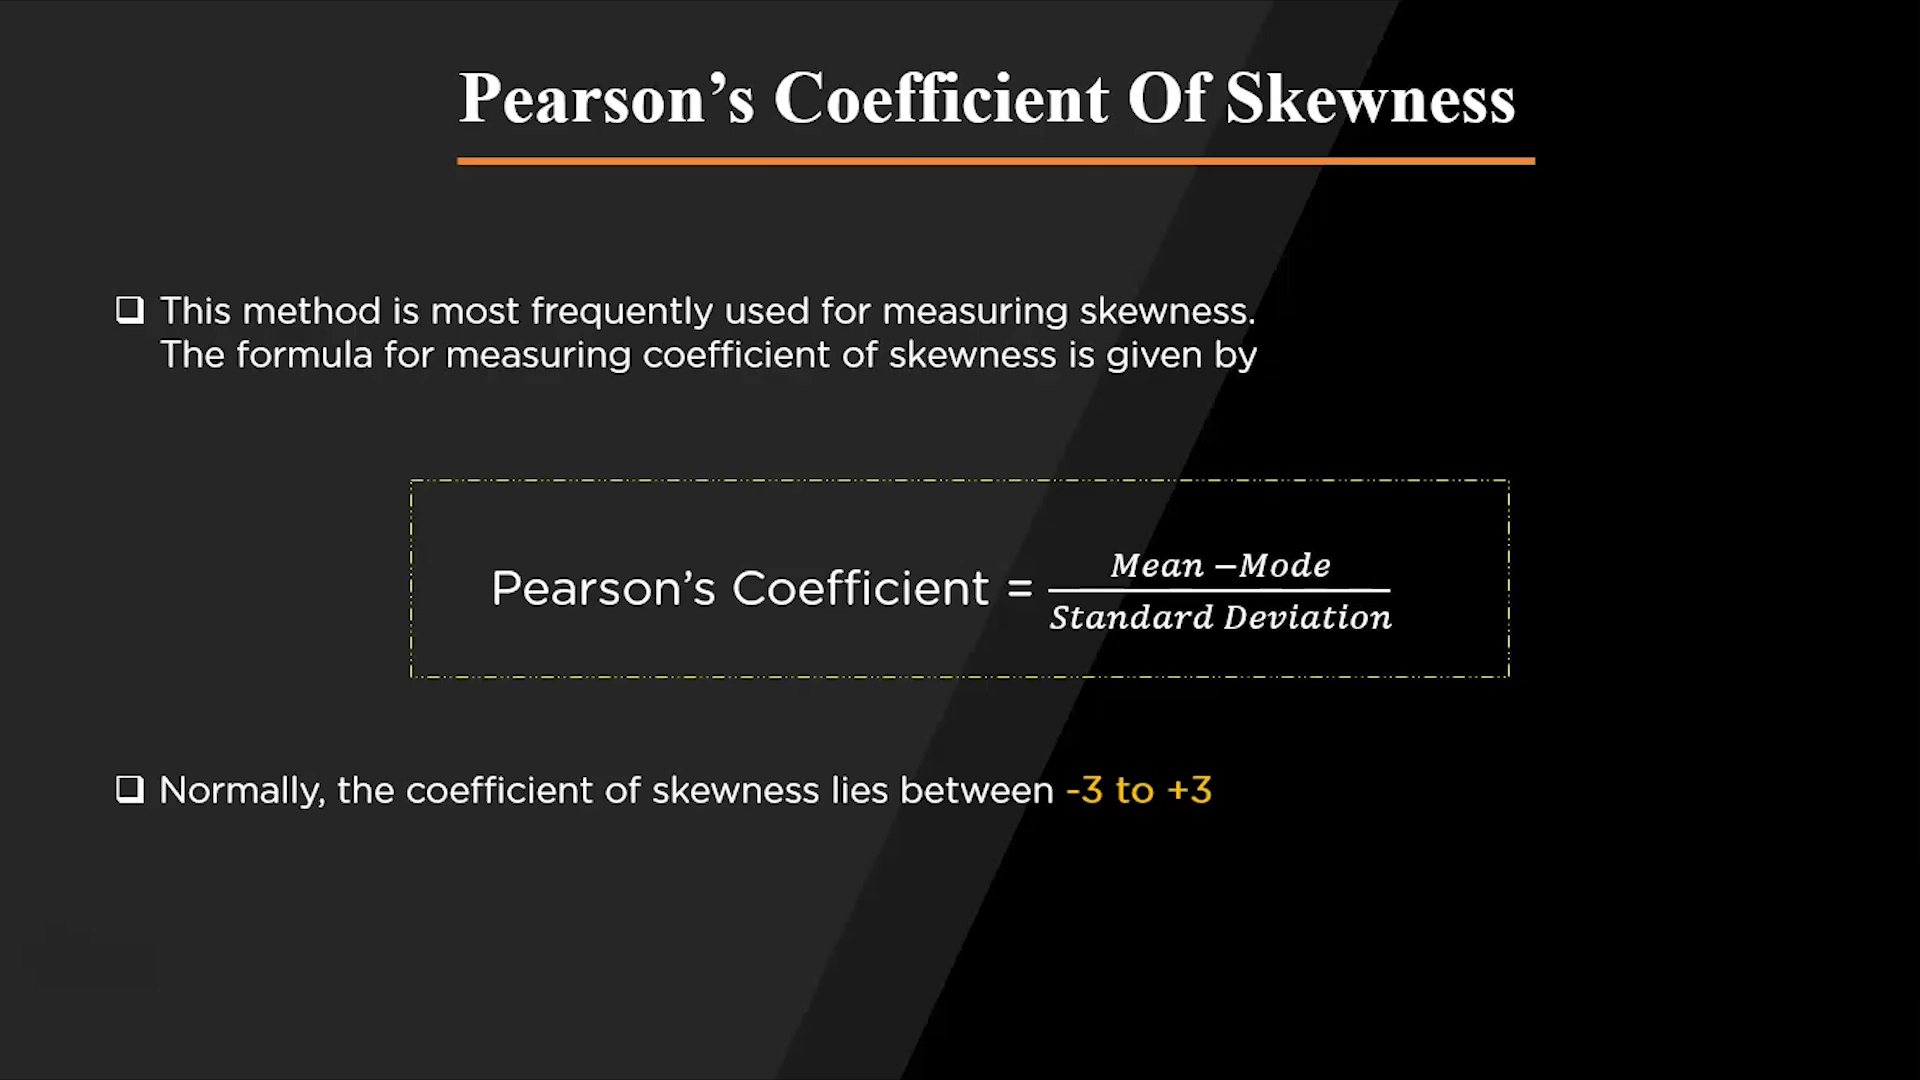 Pearson’s Coefficient Of Skewness
❑ This method is most frequently used for measuring skewness.
The formula for measuring coefficient of skewness is given by
Mean −Mode
Pearson’s Coefficient =
Standard Deviation
❑ Normally, the coefficient of skewness lies between -3 to +3